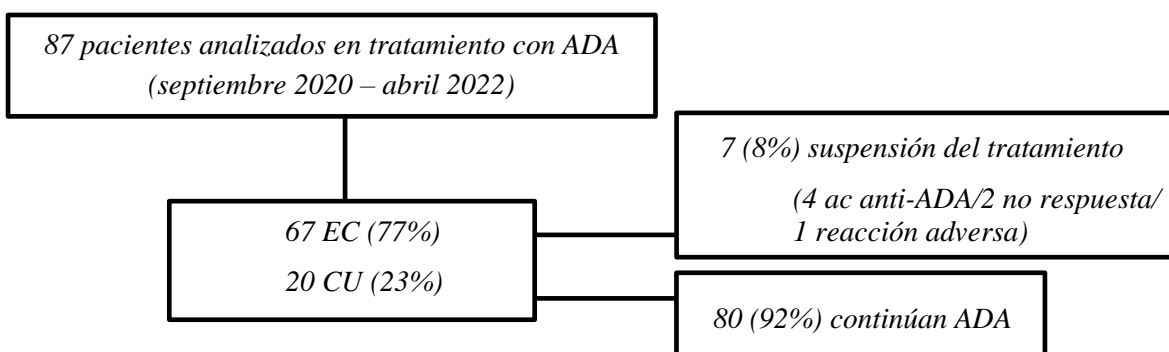 87 pacientes analizados en tratamiento con ADA
(septiembre 2020 – abril 2022)
67 EC (77%)
20 CU (23%)
7 (8%) suspensión del tratamiento
(4 ac anti-ADA/2 no respuesta/
1 reacción adversa)
80 (92%) continúan ADA